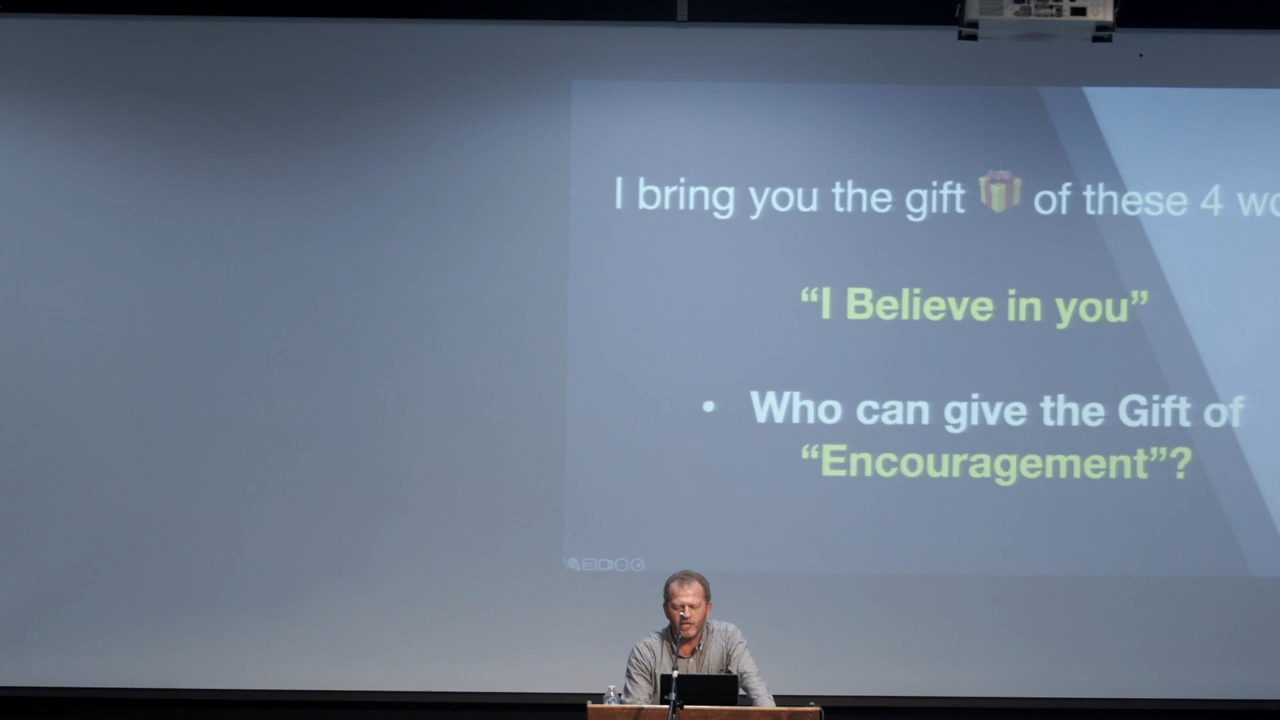 I bring you the gift 🎁 of these 4
“I Believe in you”
• Who can give the Gift of
“Encouragement”?